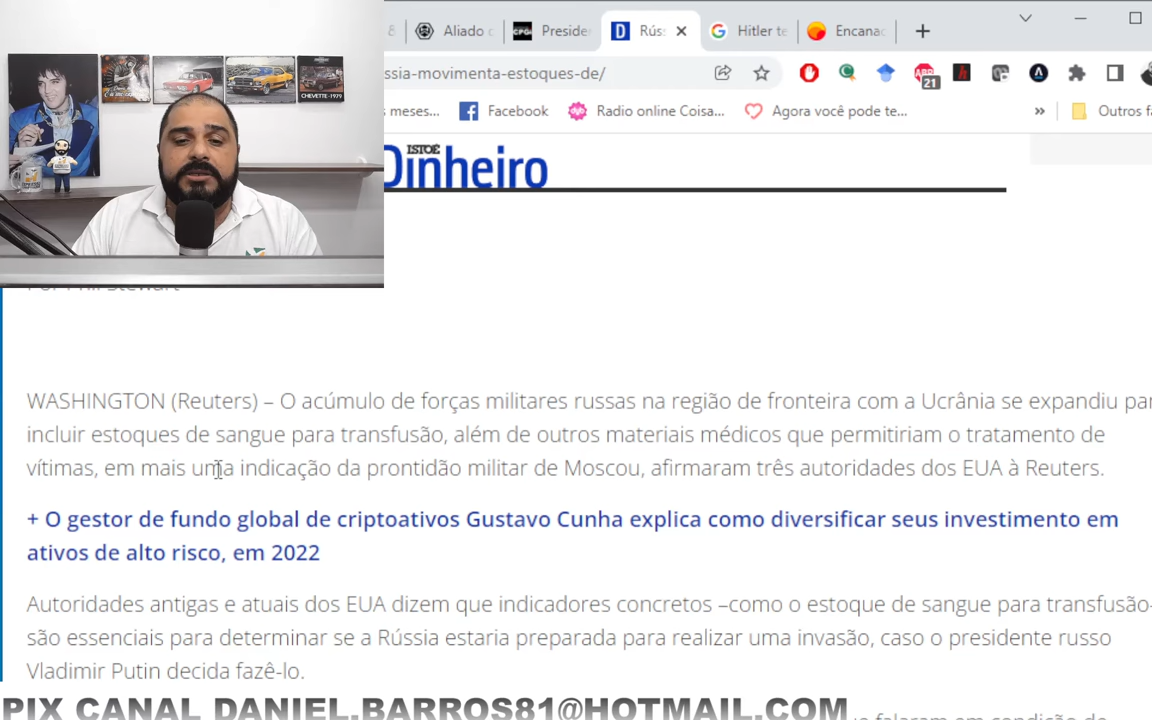 Aliado
CPG
Preside
D
Rús
Hitler te
Encanac
ssia-movimenta-estoques-de/
21
s meses...
Facebook
Radio online Coisa...
Agora você pode te...
Outros fa
CHEVETTE-1979
ISTOÉ
Dinheiro
WASHINGTON (Reuters) – O acúmulo de forças militares russas na região de fronteira com a Ucrânia se expandiu par
incluir estoques de sangue para transfusão, além de outros materiais médicos que permitiriam o tratamento de
vítimas, em mais uma indicação da prontidão militar de Moscou, afirmaram três autoridades dos EUA à Reuters.
+ O gestor de fundo global de criptoativos Gustavo Cunha explica como diversificar seus investimento em
ativos de alto risco, em 2022
Autoridades antigas e atuais dos EUA dizem que indicadores concretos –como o estoque de sangue para transfusão–
são essenciais para determinar se a Rússia estaria preparada para realizar uma invasão, caso o presidente russo
Vladimir Putin decida fazê-lo.
PIX CANAL DANIEL.BARROS81@HOTMAIL.COM